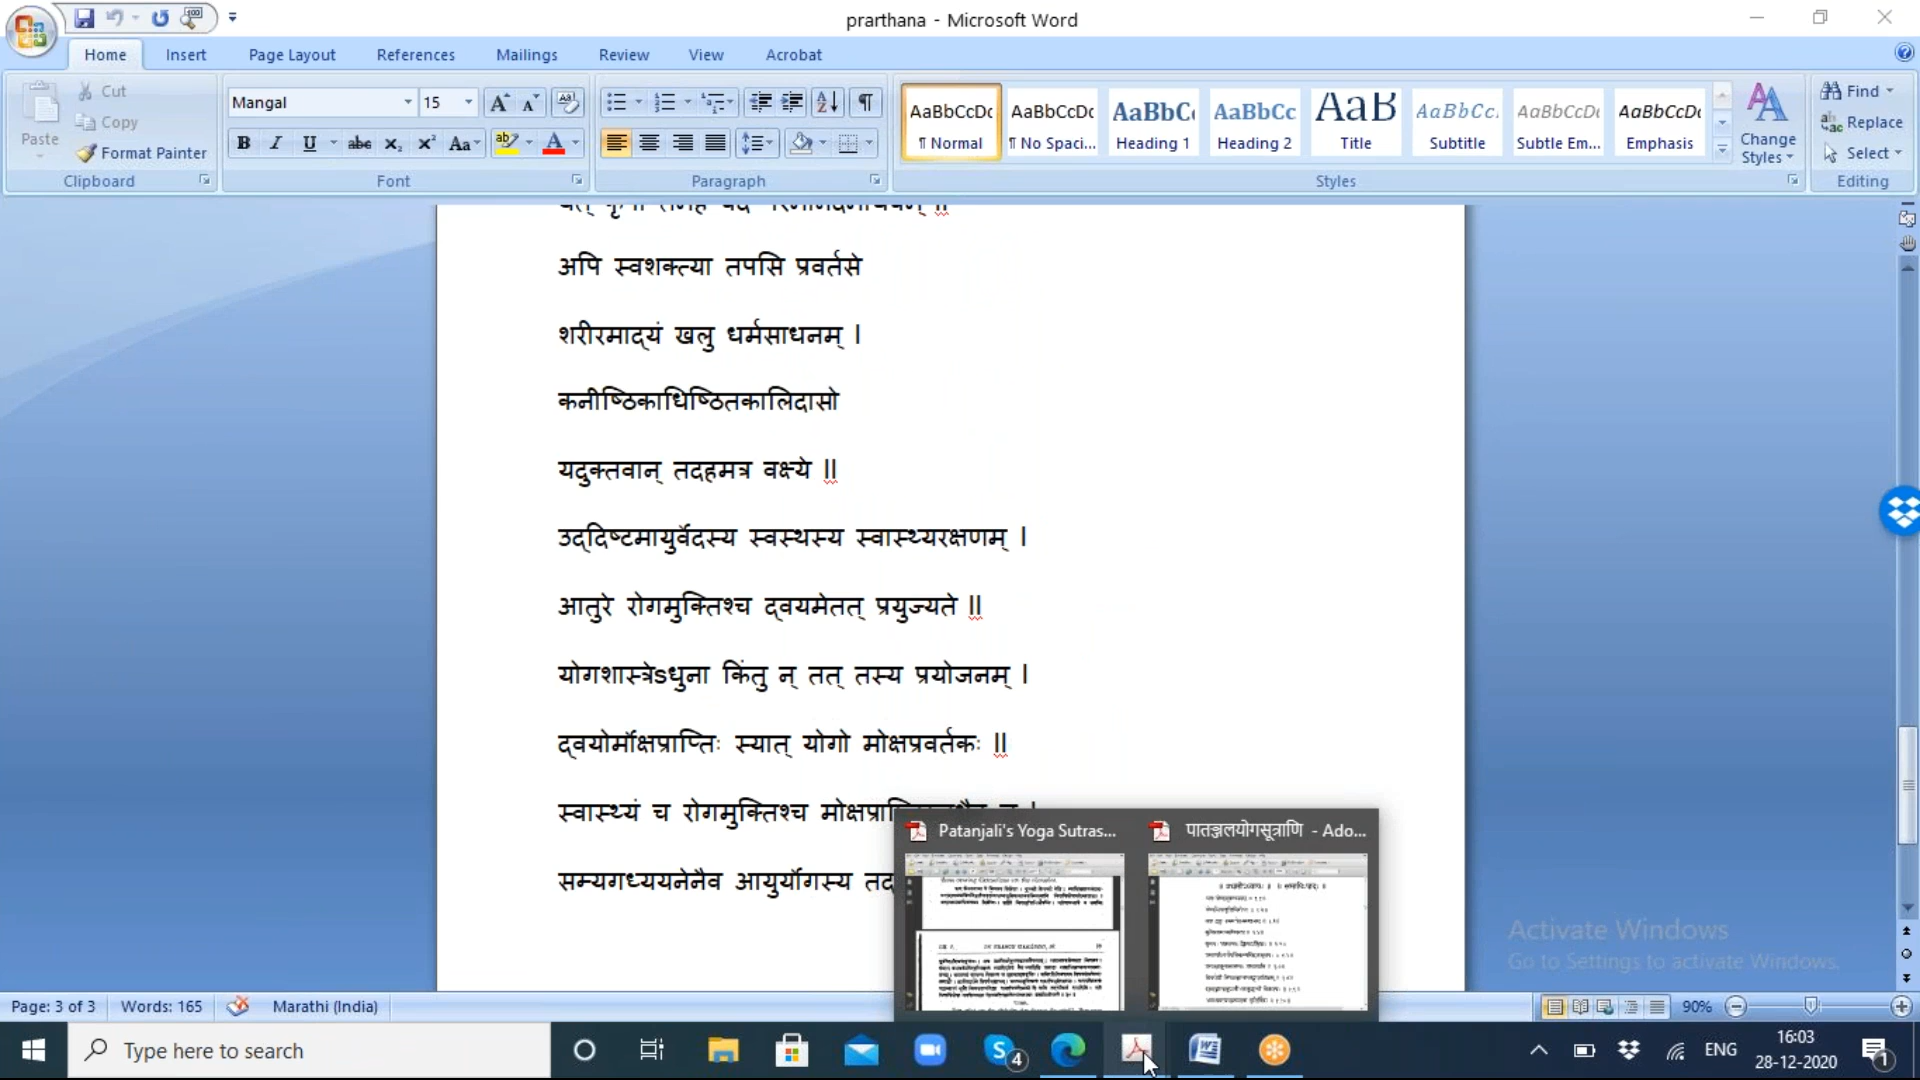 prarthana - Microsoft Word
Home Insert Page Layout References Mailings Review View Acrobat
Paste
Cut
Copy
Format Painter
Clipboard
Mangal 15
Font
Paragraph
AaBbCcDc AaBbCcDc AaBbC AaBbCc AaB AaBbCc. AaBbCcDc AaBbCcDc
¶ Normal ¶ No Spaci... Heading 1 Heading 2 Title Subtitle Subtle Em... Emphasis
Change Styles
Styles
Find
Replace
Select
Editing
अपि स्वशक्त्या तपसि प्रवर्तसे
शरीरमाद्यं खलु धर्मसाधनम् ।
कनीष्ठिकाधिष्ठितकालिदासो
यदुक्तवान् तदहमत्र वक्ष्ये ॥
उद्दिष्टमायुर्वेदस्य स्वस्थस्य स्वास्थ्यरक्षणम् ।
आतुरे रोगमुक्तिश्च द्वयमेतत् प्रयुज्यते ॥
योगशास्त्रेsधुना किंतु न् तत् तस्य प्रयोजनम् ।
द्वयोर्मोक्षप्राप्तिः स्यात् योगो मोक्षप्रवर्तकः ॥
स्वास्थ्यं च रोगमुक्तिश्च
सम्यगध्ययनेनैव आयुर्योगस्य
Patanjali's Yoga Sutras...
पातञ्जलयोगसूत्राणि - Ado...
Activate Windows
Go to Settings to activate Windows.
Page: 3 of 3 Words: 165 Marathi (India) 90%
Type here to search
4
ENG
16:03
28-12-2020
1